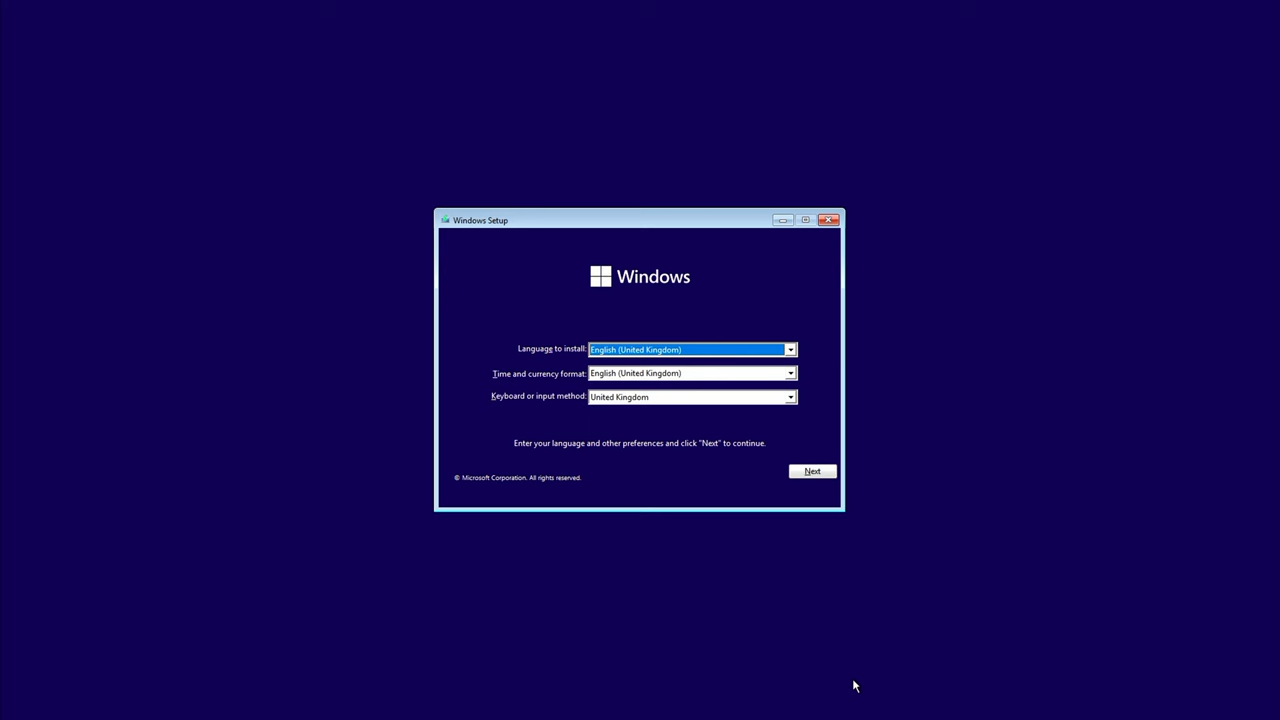 Windows Setup
Windows
Language to install: English (United Kingdom)
Time and currency format: English (United Kingdom)
Keyboard or input method: United Kingdom
Enter your language and other preferences and click "Next" to continue.
Next
© Microsoft Corporation. All rights reserved.